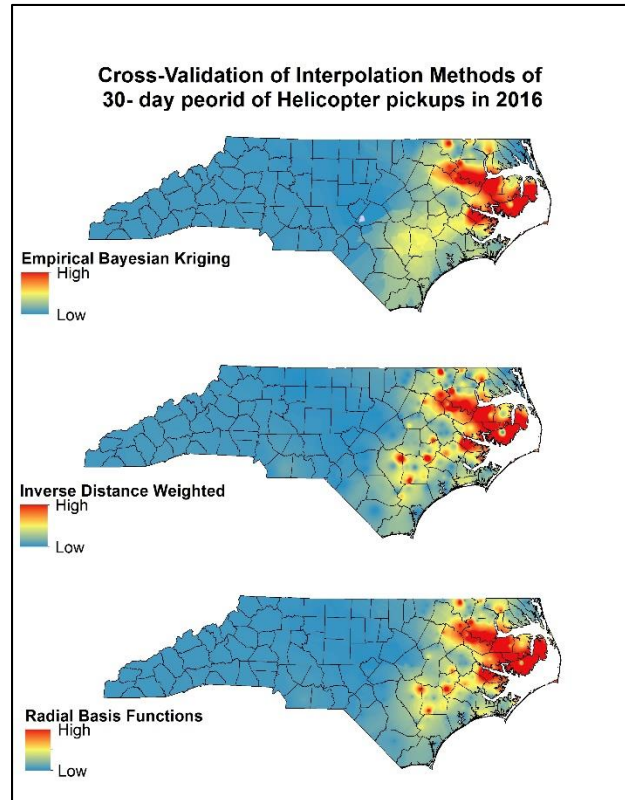 Cross-Validation of Interpolation Methods of
30- day peorid of Helicopter pickups in 2016
Empirical Bayesian Kriging
High
Low
Inverse Distance Weighted
High
Low
Radial Basis Functions
High
Low